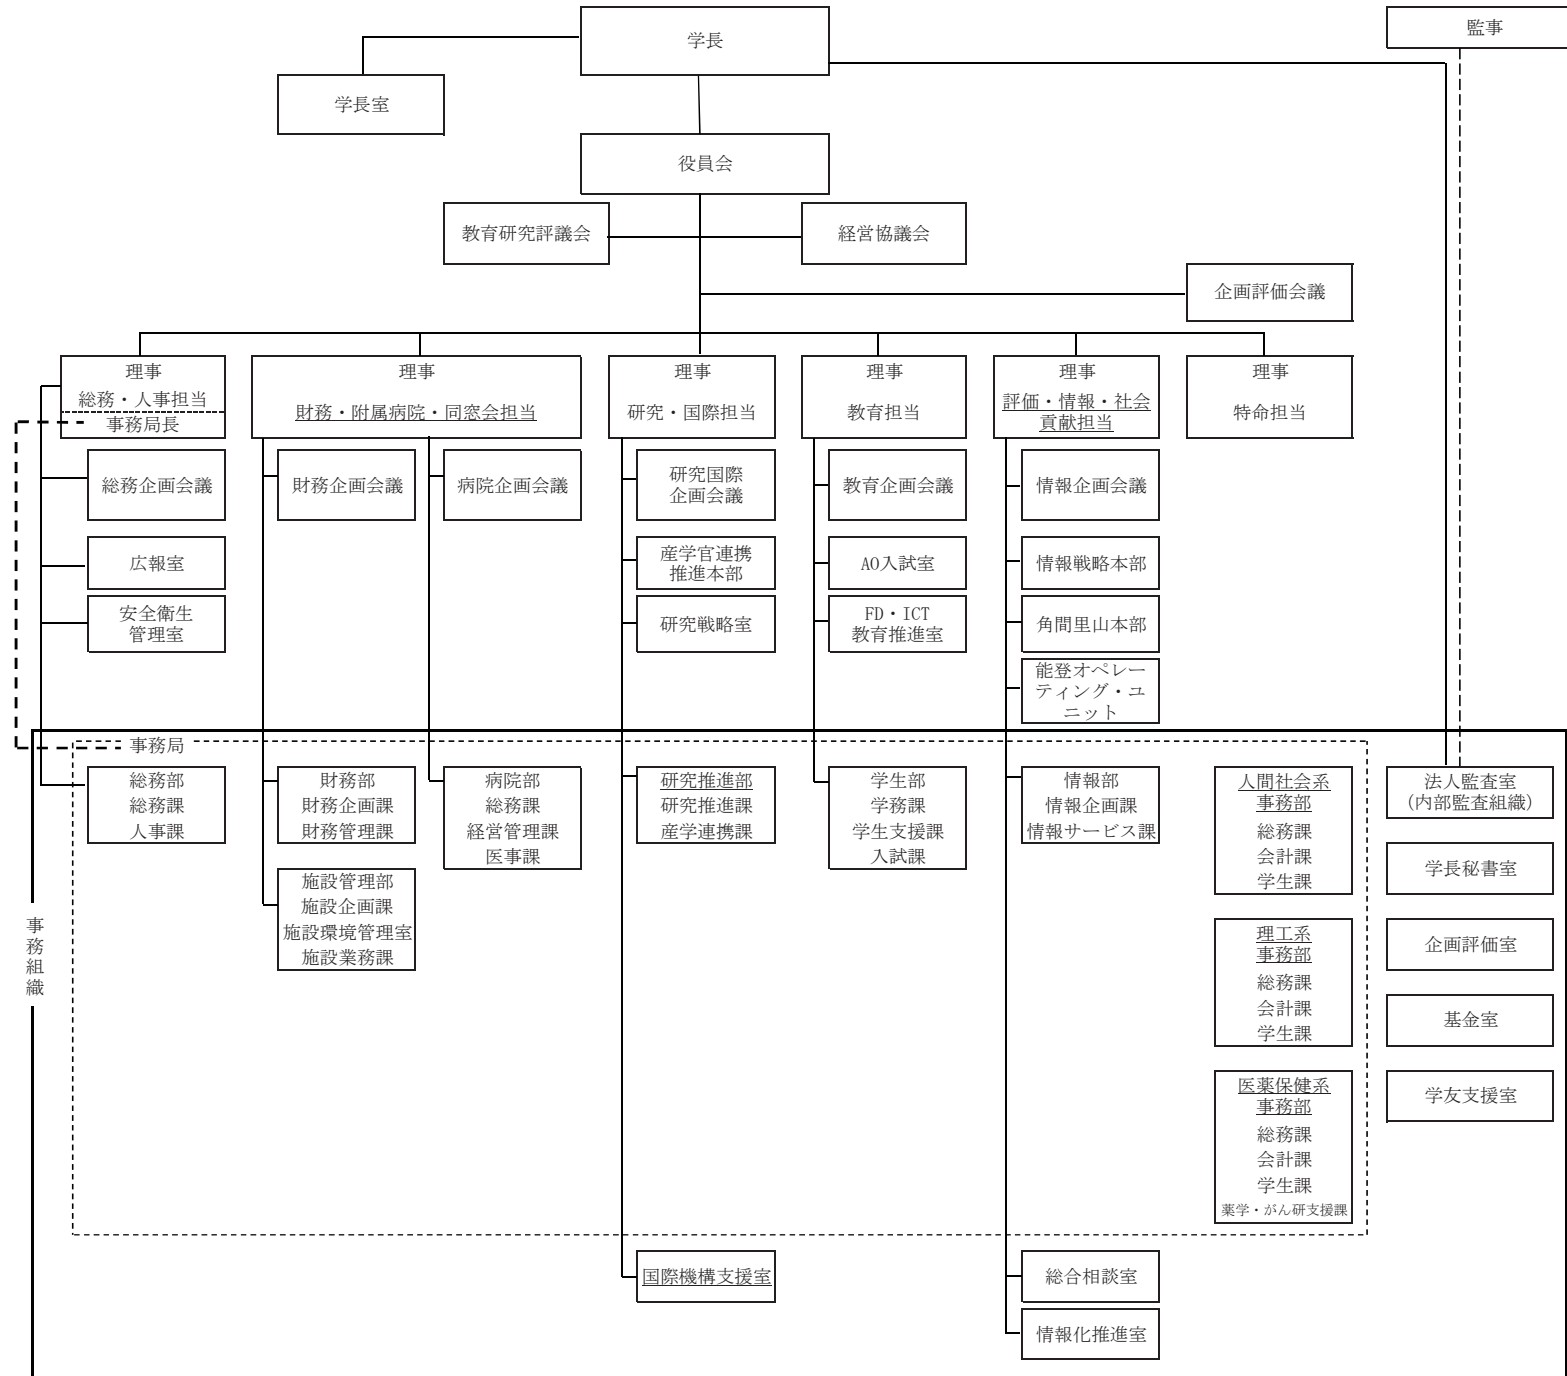 学長
監事
学長室
役員会
教育研究評議会
経営協議会
企画評価会議
理事
総務・人事担当
事務局長
理事
財務・附属病院・同窓会担当
理事
研究・国際担当
理事
教育担当
理事
評価・情報・社会
貢献担当
理事
特命担当
総務企画会議
財務企画会議
病院企画会議
研究国際
企画会議
教育企画会議
情報企画会議
広報室
産学官連携
推進本部
AO入試室
情報戦略本部
安全衛生
管理室
研究戦略室
FD・ICT
教育推進室
角間里山本部
能登オペレー
ティング・ユ
ニット
事務局
総務部
総務課
人事課
財務部
財務企画課
財務管理課
病院部
総務課
経営管理課
医事課
研究推進部
研究推進課
産学連携課
学生部
学務課
学生支援課
入試課
情報部
情報企画課
情報サービス課
人間社会系
事務部
総務課
会計課
学生課
法人監査室
(内部監査組織)
施設管理部
施設企画課
施設環境管理室
施設業務課
学長秘書室
事務組織
理工系
事務部
総務課
会計課
学生課
企画評価室
基金室
医薬保健系
事務部
総務課
会計課
学生課
薬学・がん研支援課
学友支援室
国際機構支援室
総合相談室
情報化推進室